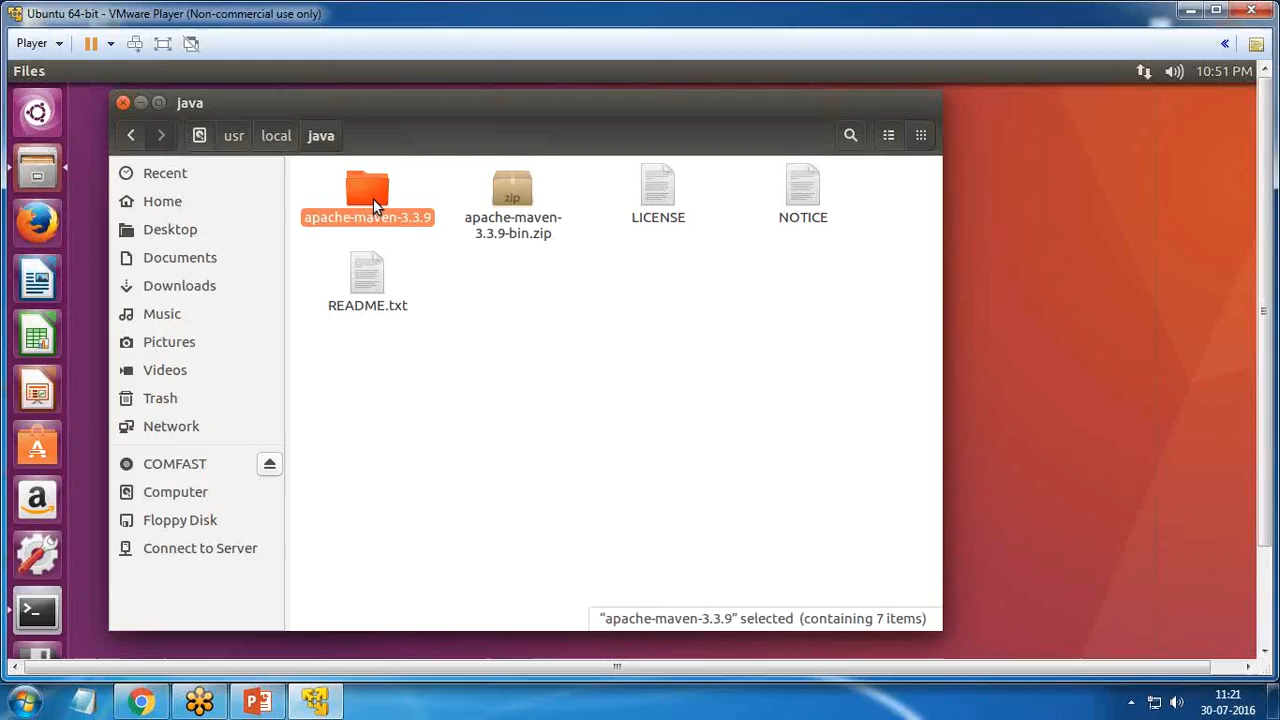 Ubuntu 64-bit - VMware Player (Non-commercial use only)
Player
Files
10:51 PM
java
usr
local
java
Recent
Home
Desktop
Documents
Downloads
Music
Pictures
Videos
Trash
Network
COMFAST
Computer
Floppy Disk
Connect to Server
apache-maven-3.3.9
zip
apache-maven-
3.3.9-bin.zip
LICENSE
NOTICE
README.txt
“apache-maven-3.3.9” selected (containing 7 items)
11:21
30-07-2016